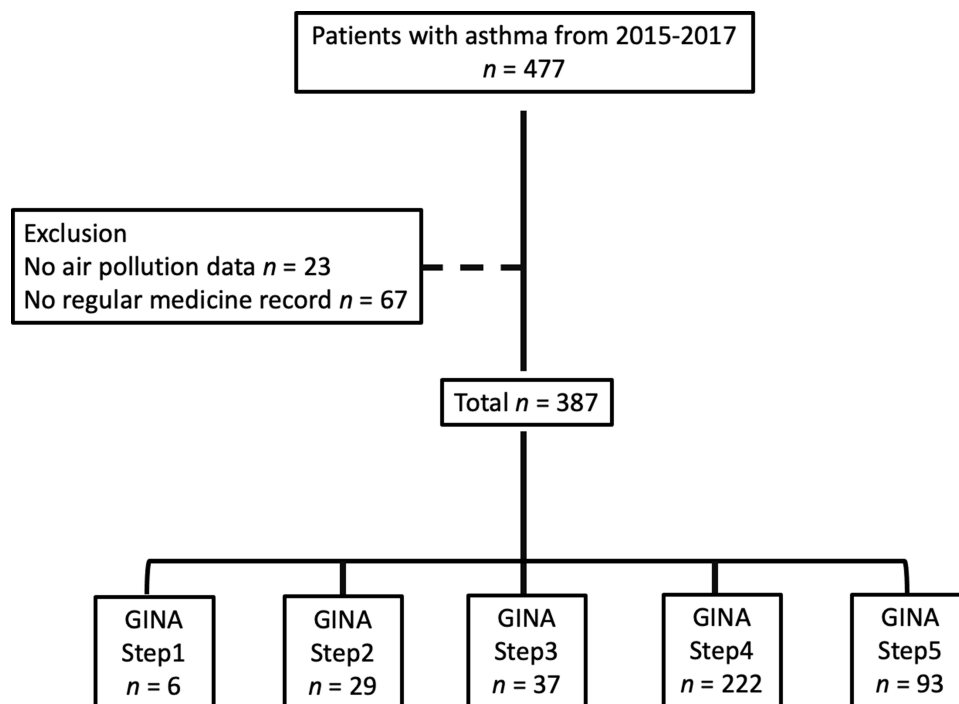 Patients with asthma from 2015-2017
n = 477
Exclusion
No air pollution data n = 23
No regular medicine record n = 67
Total n = 387
GINA
Step1
n = 6
GINA
Step2
n = 29
GINA
Step3
n = 37
GINA
Step4
n = 222
GINA
Step5
n = 93